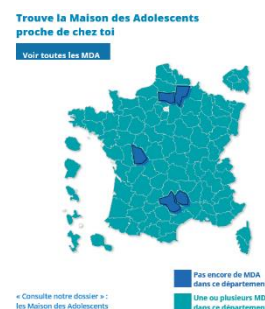 Trouve la Maison des Adolescents
proche de chez toi
Voir toutes les MDA
Pas encore de MDA
dans ce départemen
Une ou plusieurs MD
dans ce départemen
« Consulte notre dossier » :
les Maison des Adolescents